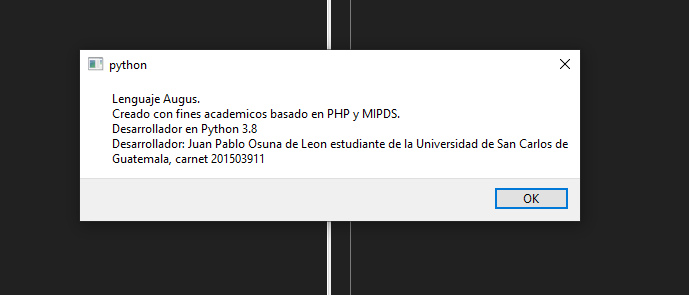 python
Lenguaje Augus.
Creado con fines academicos basado en PHP y MIPDS.
Desarrollador en Python 3.8
Desarrollador: Juan Pablo Osuna de Leon estudiante de la Universidad de San Carlos de
Guatemala, carnet 201503911
OK